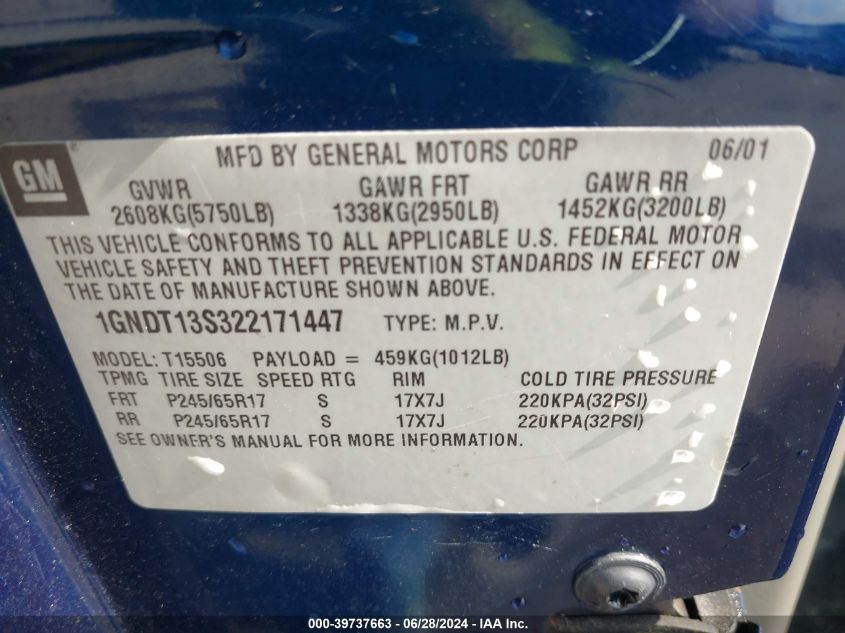 GM
MFD BY GENERAL MOTORS CORP 06/01
GVWR GAWR FRT GAWR RR
2608KG(5750LB) 1338KG(2950LB) 1452KG(3200LB)
THIS VEHICLE CONFORMS TO ALL APPLICABLE U.S. FEDERAL MOTOR
VEHICLE SAFETY AND THEFT PREVENTION STANDARDS IN EFFECT ON
THE DATE OF MANUFACTURE SHOWN ABOVE.
1GNDT13S322171447 TYPE: M.P.V.
MODEL: T15506 PAYLOAD = 459KG(1012LB)
TPMG TIRE SIZE SPEED RTG RIM COLD TIRE PRESSURE
FRT P245/65R17 S 17X7J 220KPA(32PSI)
RR P245/65R17 S 17X7J 220KPA(32PSI)
SEE OWNER'S MANUAL FOR MORE INFORMATION.
000-39737663 - 06/28/2024 - IAA Inc.